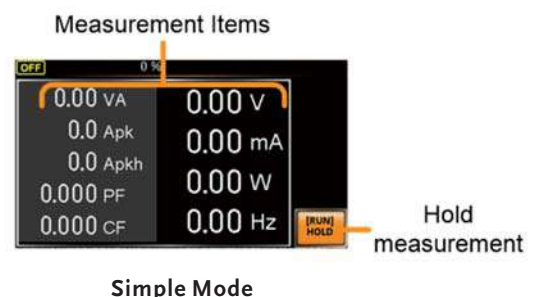 Measurement Items
OFF 0 %
0.00 VA 0.00 V
0.0 Apk 0.00 mA
0.0 Apkh 0.00 W
0.000 PF 0.00 Hz
0.000 CF
[RUN]
HOLD
Hold
measurement
Simple Mode